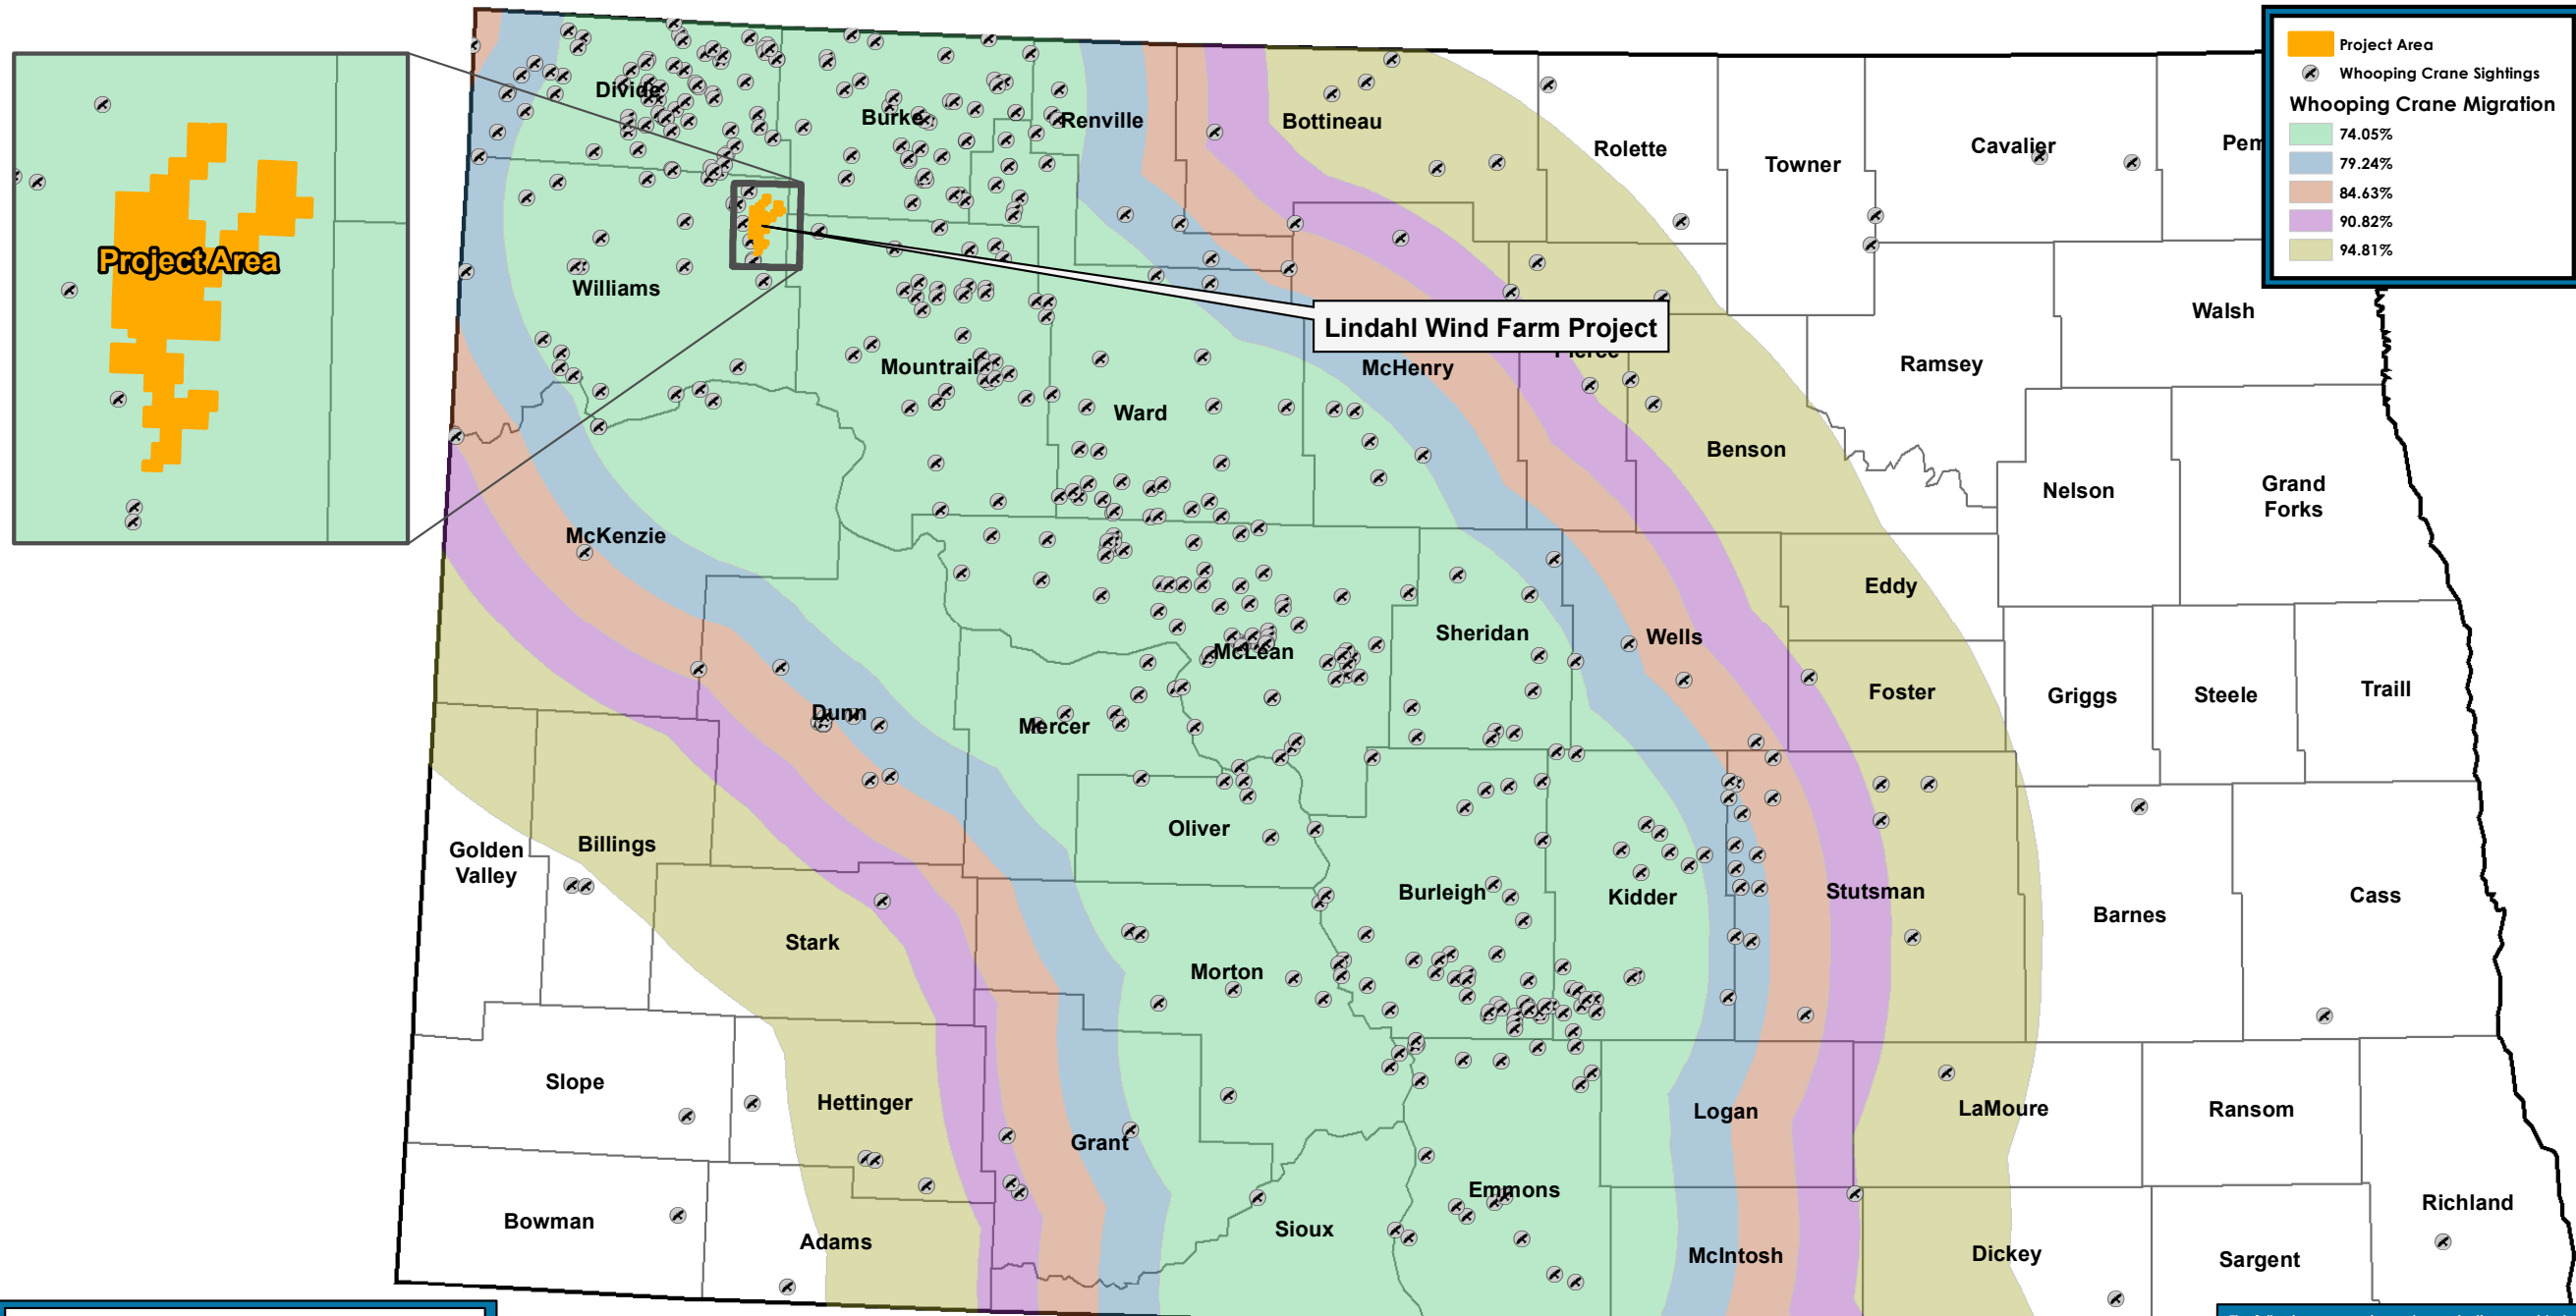 Project Area
Whooping Crane Sightings
Whooping Crane Migration
74.05%
79.24%
84.63%
90.82%
94.81%
Project Area
Lindahl Wind Farm Project
Divide
Burke
Renville
Bottineau
Rolette
Towner
Cavalier
Pem
Williams
Mountrail
Ward
McHenry
Pierce
Benson
Ramsey
Walsh
Nelson
Grand
Forks
McKenzie
Dunn
Mercer
McLean
Sheridan
Wells
Eddy
Foster
Griggs
Steele
Traill
Golden
Valley
Billings
Stark
Oliver
Morton
Burleigh
Kidder
Stutsman
Barnes
Cass
Slope
Hettinger
Grant
Logan
LaMoure
Ransom
Bowman
Adams
Sioux
Emmons
McIntosh
Dickey
Sargent
Richland